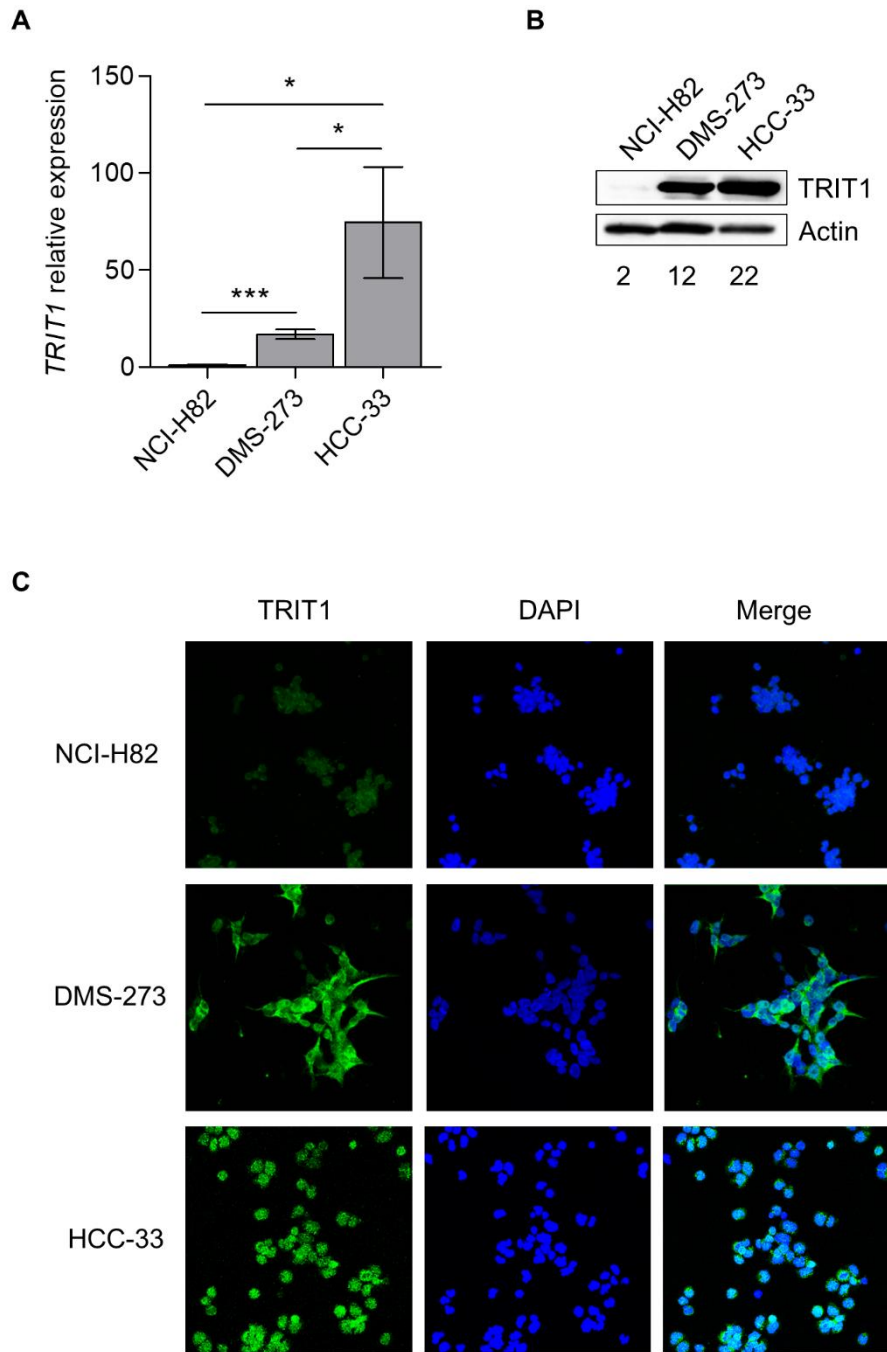 A
TRIT1 relative expression
150
100
50
0
*
*
***
NCI-H82
DMS-273
HCC-33
B
NCI-H82
DMS-273
HCC-33
TRIT1
Actin
2 12 22
C
TRIT1 DAPI Merge
NCI-H82
DMS-273
HCC-33